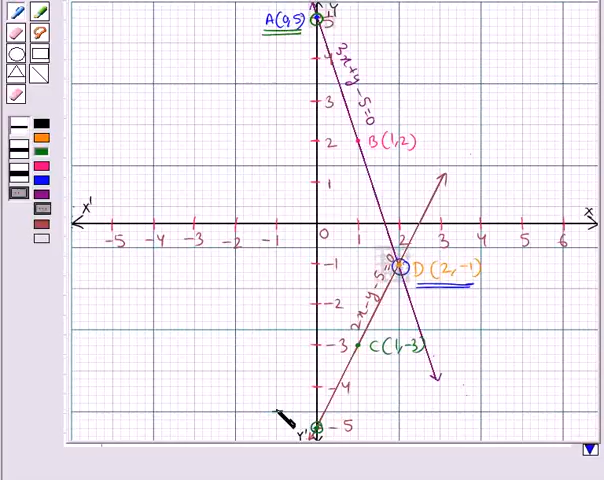 Y
A(0,5)
5
3x+y-5=0
4
3
2
B(1,2)
1
X'
X
-5 -4 -3 -2 -1 0 1 2 3 4 5 6
-1
D(2,-1)
2x-y-5=0
-2
-3
C(1,-3)
-4
-5
Y'